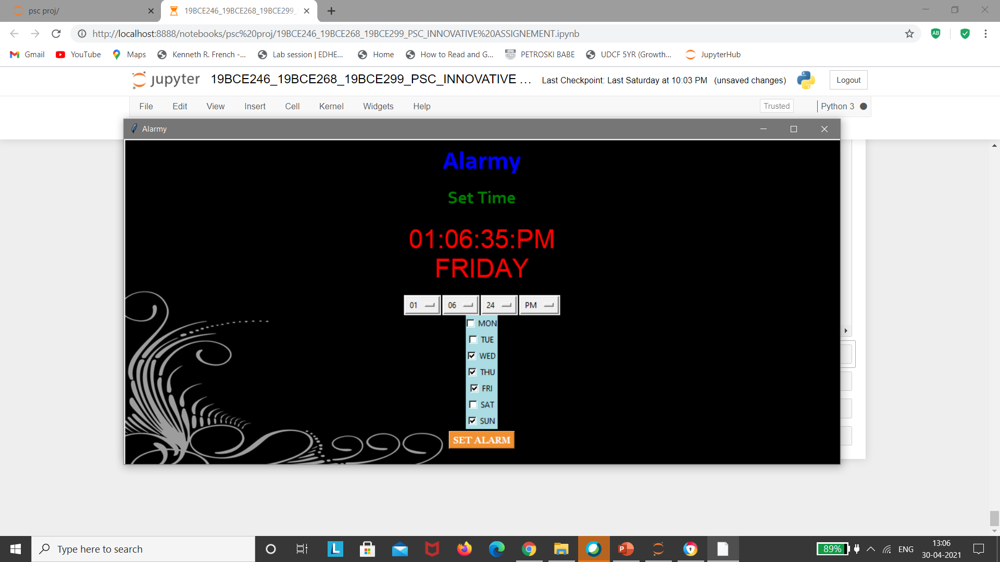 psc proj/
19BCE246_19BCE268_19BCE299_
http://localhost:8888/notebooks/psc%20proj/19BCE246_19BCE268_19BCE299_PSC_INNOVATIVE%20ASSIGNEMENT.ipynb
AB
Gmail YouTube Maps Kenneth R. French -... Lab session | EDHE... Home How to Read and G... PETROSKI BABE UDCF 5YR (Growth... JupyterHub
jupyter 19BCE246_19BCE268_19BCE299_PSC_INNOVATIVE ... Last Checkpoint: Last Saturday at 10:03 PM (unsaved changes) Logout
File Edit View Insert Cell Kernel Widgets Help Trusted Python 3
Alarmy
Alarmy
Set Time
01:06:35:PM
FRIDAY
01 06 24 PM
MON
TUE
WED
THU
FRI
SAT
SUN
SET ALARM
Type here to search
L
P
89%
ENG
13:06
30-04-2021